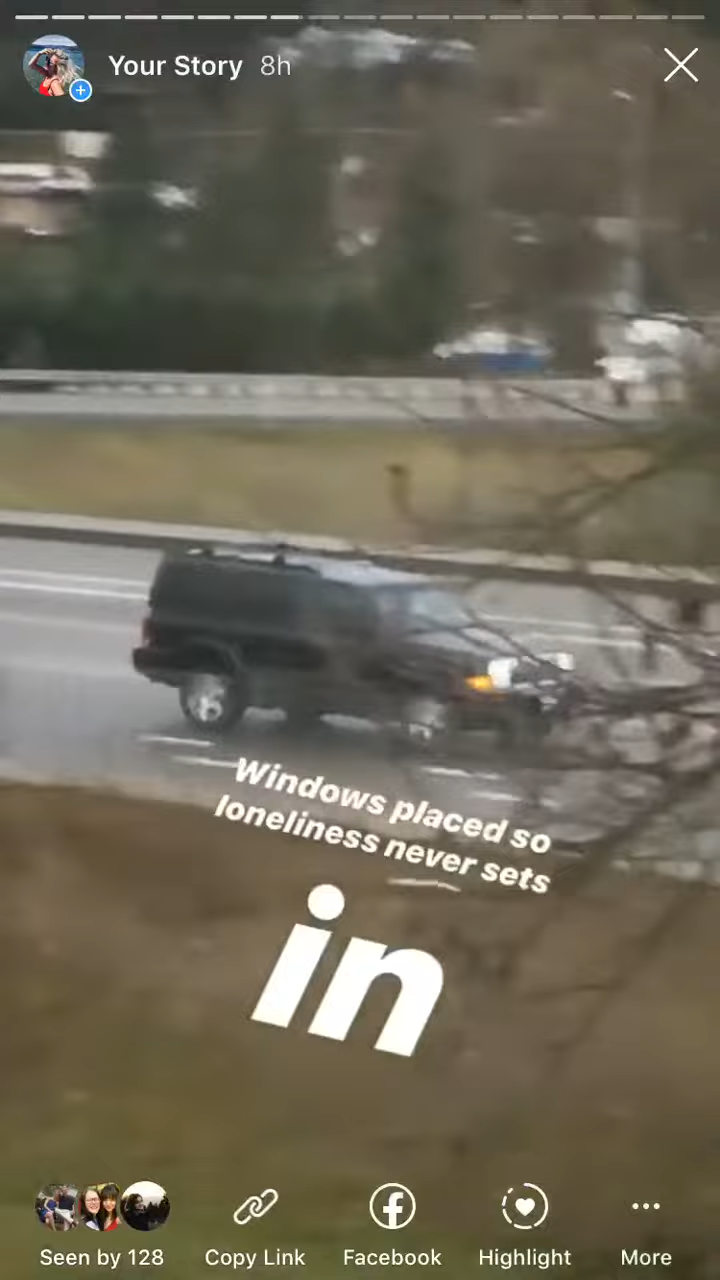 Your Story 8h
Windows placed so
loneliness never sets
in
Seen by 128 Copy Link Facebook Highlight More